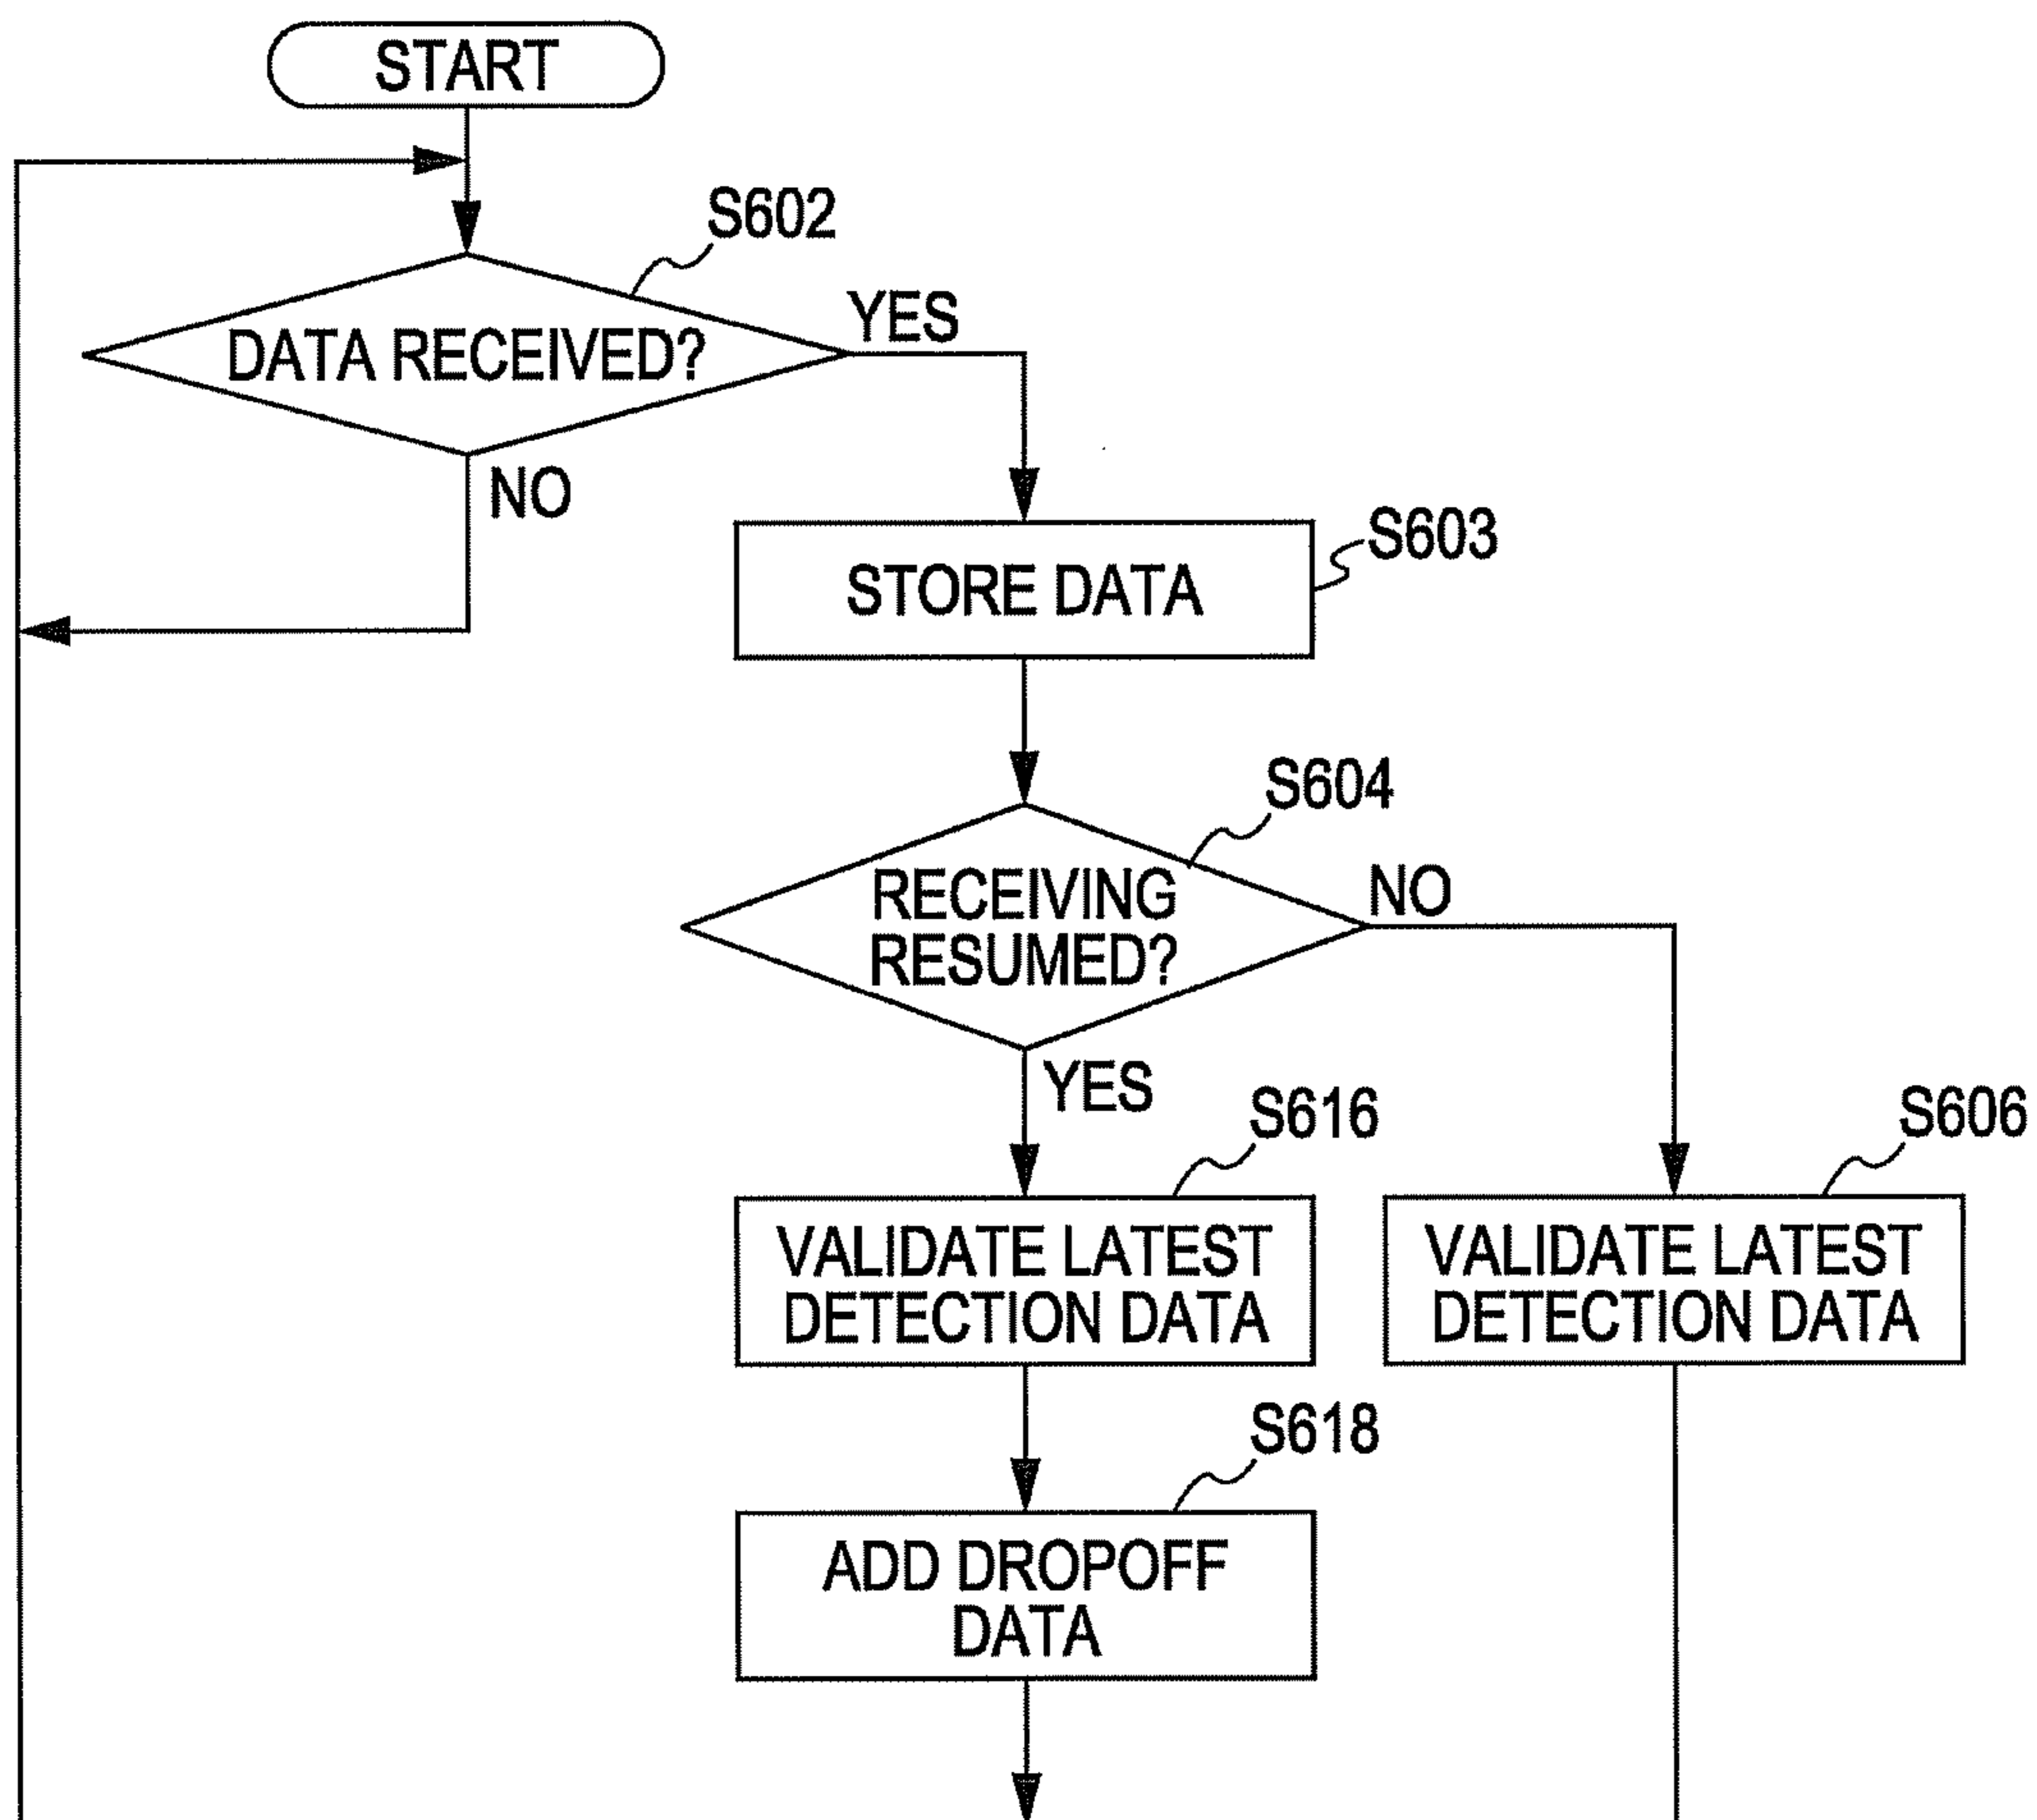 START
S602
DATA RECEIVED?
YES
NO
S603
STORE DATA
S604
RECEIVING
RESUMED?
NO
YES
S616
S606
VALIDATE LATEST
DETECTION DATA
VALIDATE LATEST
DETECTION DATA
S618
ADD DROPOFF
DATA